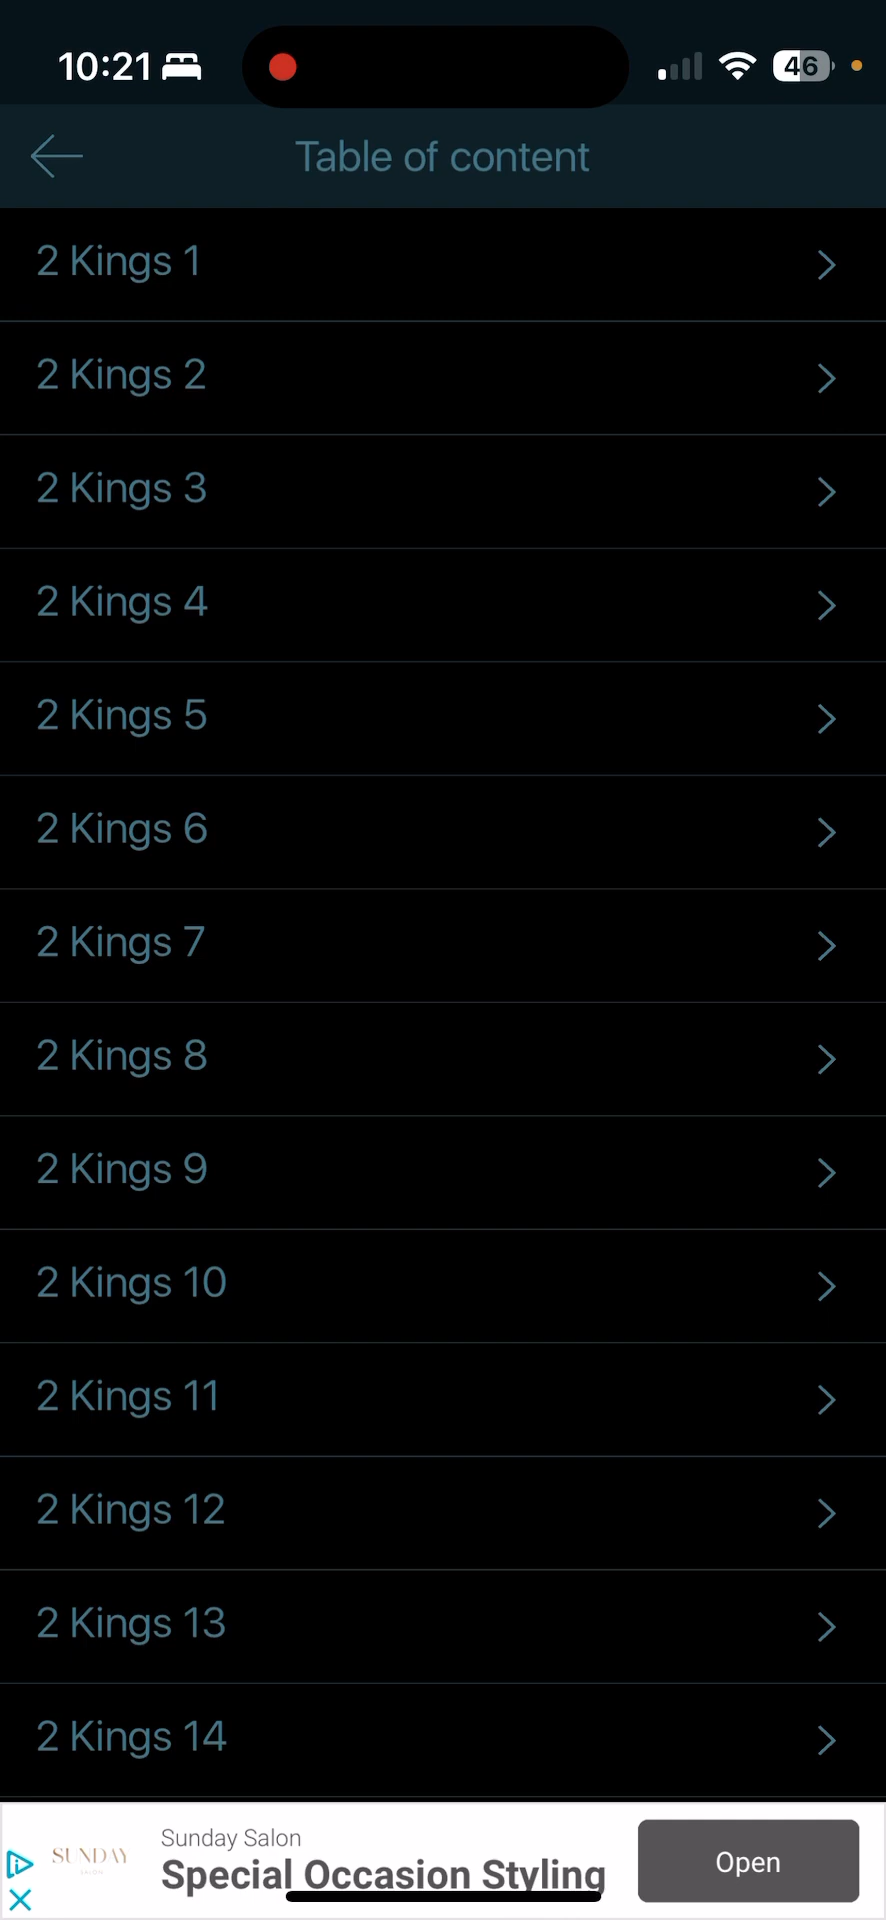 10:21
46
Table of content
2 Kings 1
2 Kings 2
2 Kings 3
2 Kings 4
2 Kings 5
2 Kings 6
2 Kings 7
2 Kings 8
2 Kings 9
2 Kings 10
2 Kings 11
2 Kings 12
2 Kings 13
2 Kings 14
SUNDAY
Sunday Salon
Special Occasion Styling
Open